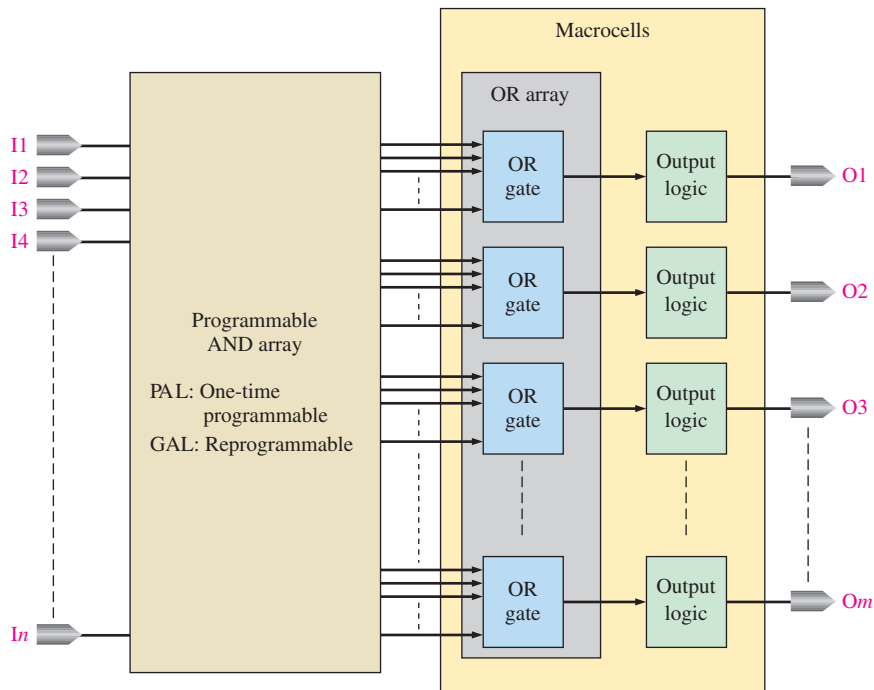 Macrocells
OR array
I1
I2
I3
I4
In
Programmable
AND array
PAL: One-time
programmable
GAL: Reprogrammable
OR
gate
Output
logic
O1
OR
gate
Output
logic
O2
OR
gate
Output
logic
O3
OR
gate
Output
logic
Om